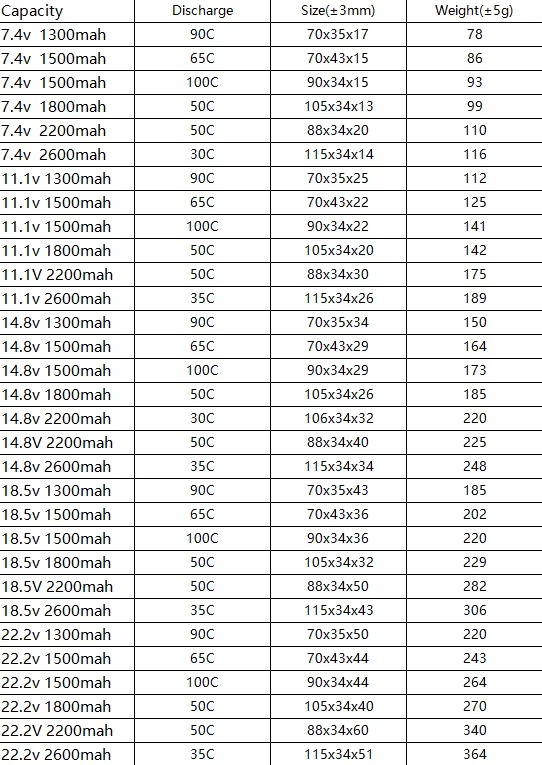 Capacity Discharge Size(±3mm) Weight(±5g)
7.4v 1300mah 90C 70x35x17 78
7.4v 1500mah 65C 70x43x15 86
7.4v 1500mah 100C 90x34x15 93
7.4v 1800mah 50C 105x34x13 99
7.4v 2200mah 50C 88x34x20 110
7.4v 2600mah 30C 115x34x14 116
11.1v 1300mah 90C 70x35x25 112
11.1v 1500mah 65C 70x43x22 125
11.1v 1500mah 100C 90x34x22 141
11.1v 1800mah 50C 105x34x20 142
11.1V 2200mah 50C 88x34x30 175
11.1v 2600mah 35C 115x34x26 189
14.8v 1300mah 90C 70x35x34 150
14.8v 1500mah 65C 70x43x29 164
14.8v 1500mah 100C 90x34x29 173
14.8v 1800mah 50C 105x34x26 185
14.8v 2200mah 30C 106x34x32 220
14.8V 2200mah 50C 88x34x40 225
14.8v 2600mah 35C 115x34x34 248
18.5v 1300mah 90C 70x35x43 185
18.5v 1500mah 65C 70x43x36 202
18.5v 1500mah 100C 90x34x36 220
18.5v 1800mah 50C 105x34x32 229
18.5V 2200mah 50C 88x34x50 282
18.5v 2600mah 35C 115x34x43 306
22.2v 1300mah 90C 70x35x50 220
22.2v 1500mah 65C 70x43x44 243
22.2v 1500mah 100C 90x34x44 264
22.2v 1800mah 50C 105x34x40 270
22.2V 2200mah 50C 88x34x60 340
22.2v 2600mah 35C 115x34x51 364